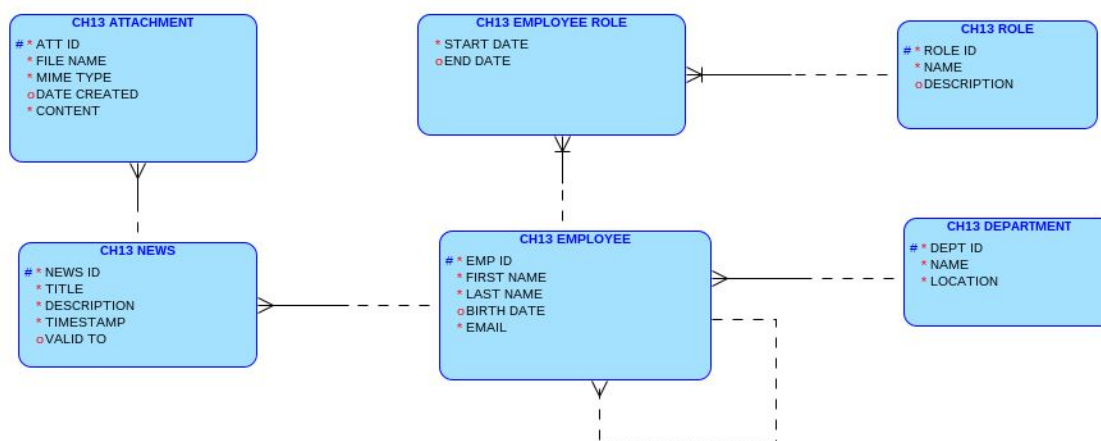 CH13 ATTACHMENT
# * ATT ID
* FILE NAME
* MIME TYPE
o DATE CREATED
* CONTENT
CH13 EMPLOYEE ROLE
* START DATE
o END DATE
CH13 ROLE
# * ROLE ID
* NAME
o DESCRIPTION
CH13 NEWS
# * NEWS ID
* TITLE
* DESCRIPTION
* TIMESTAMP
o VALID TO
CH13 EMPLOYEE
# * EMP ID
* FIRST NAME
* LAST NAME
o BIRTH DATE
* EMAIL
CH13 DEPARTMENT
# * DEPT ID
* NAME
* LOCATION